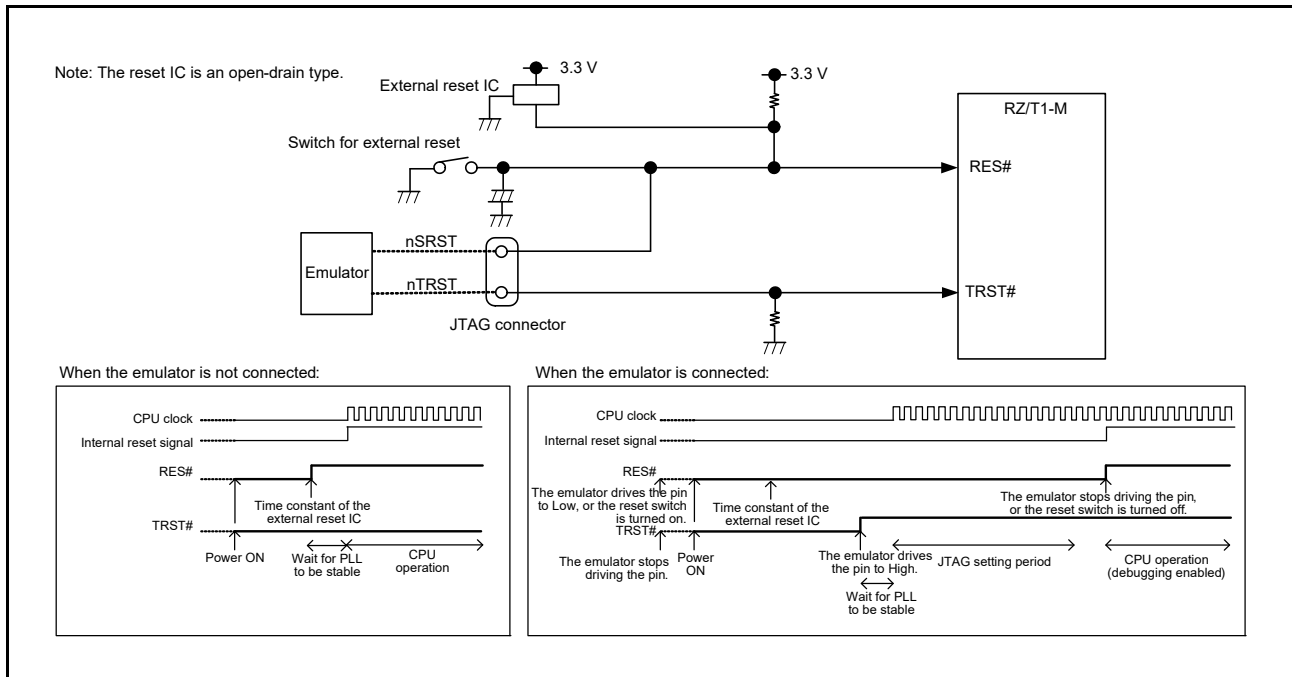 Note: The reset IC is an open-drain type.
3.3 V
External reset IC
3.3 V
RZ/T1-M
Switch for external reset
RES#
Emulator
nSRST
nTRST
TRST#
JTAG connector
When the emulator is not connected:
CPU clock
Internal reset signal
RES#
Time constant of the
external reset IC
TRST#
Power ON
Wait for PLL
to be stable
CPU
operation
When the emulator is connected:
CPU clock
Internal reset signal
RES#
The emulator drives the pin
to Low, or the reset switch
is turned on.
Time constant of the
external reset IC
The emulator stops driving the pin,
or the reset switch is turned off.
TRST#
The emulator stops
driving the pin.
Power
ON
The emulator drives
the pin to High.
Wait for PLL
to be stable
JTAG setting period
CPU operation
(debugging enabled)